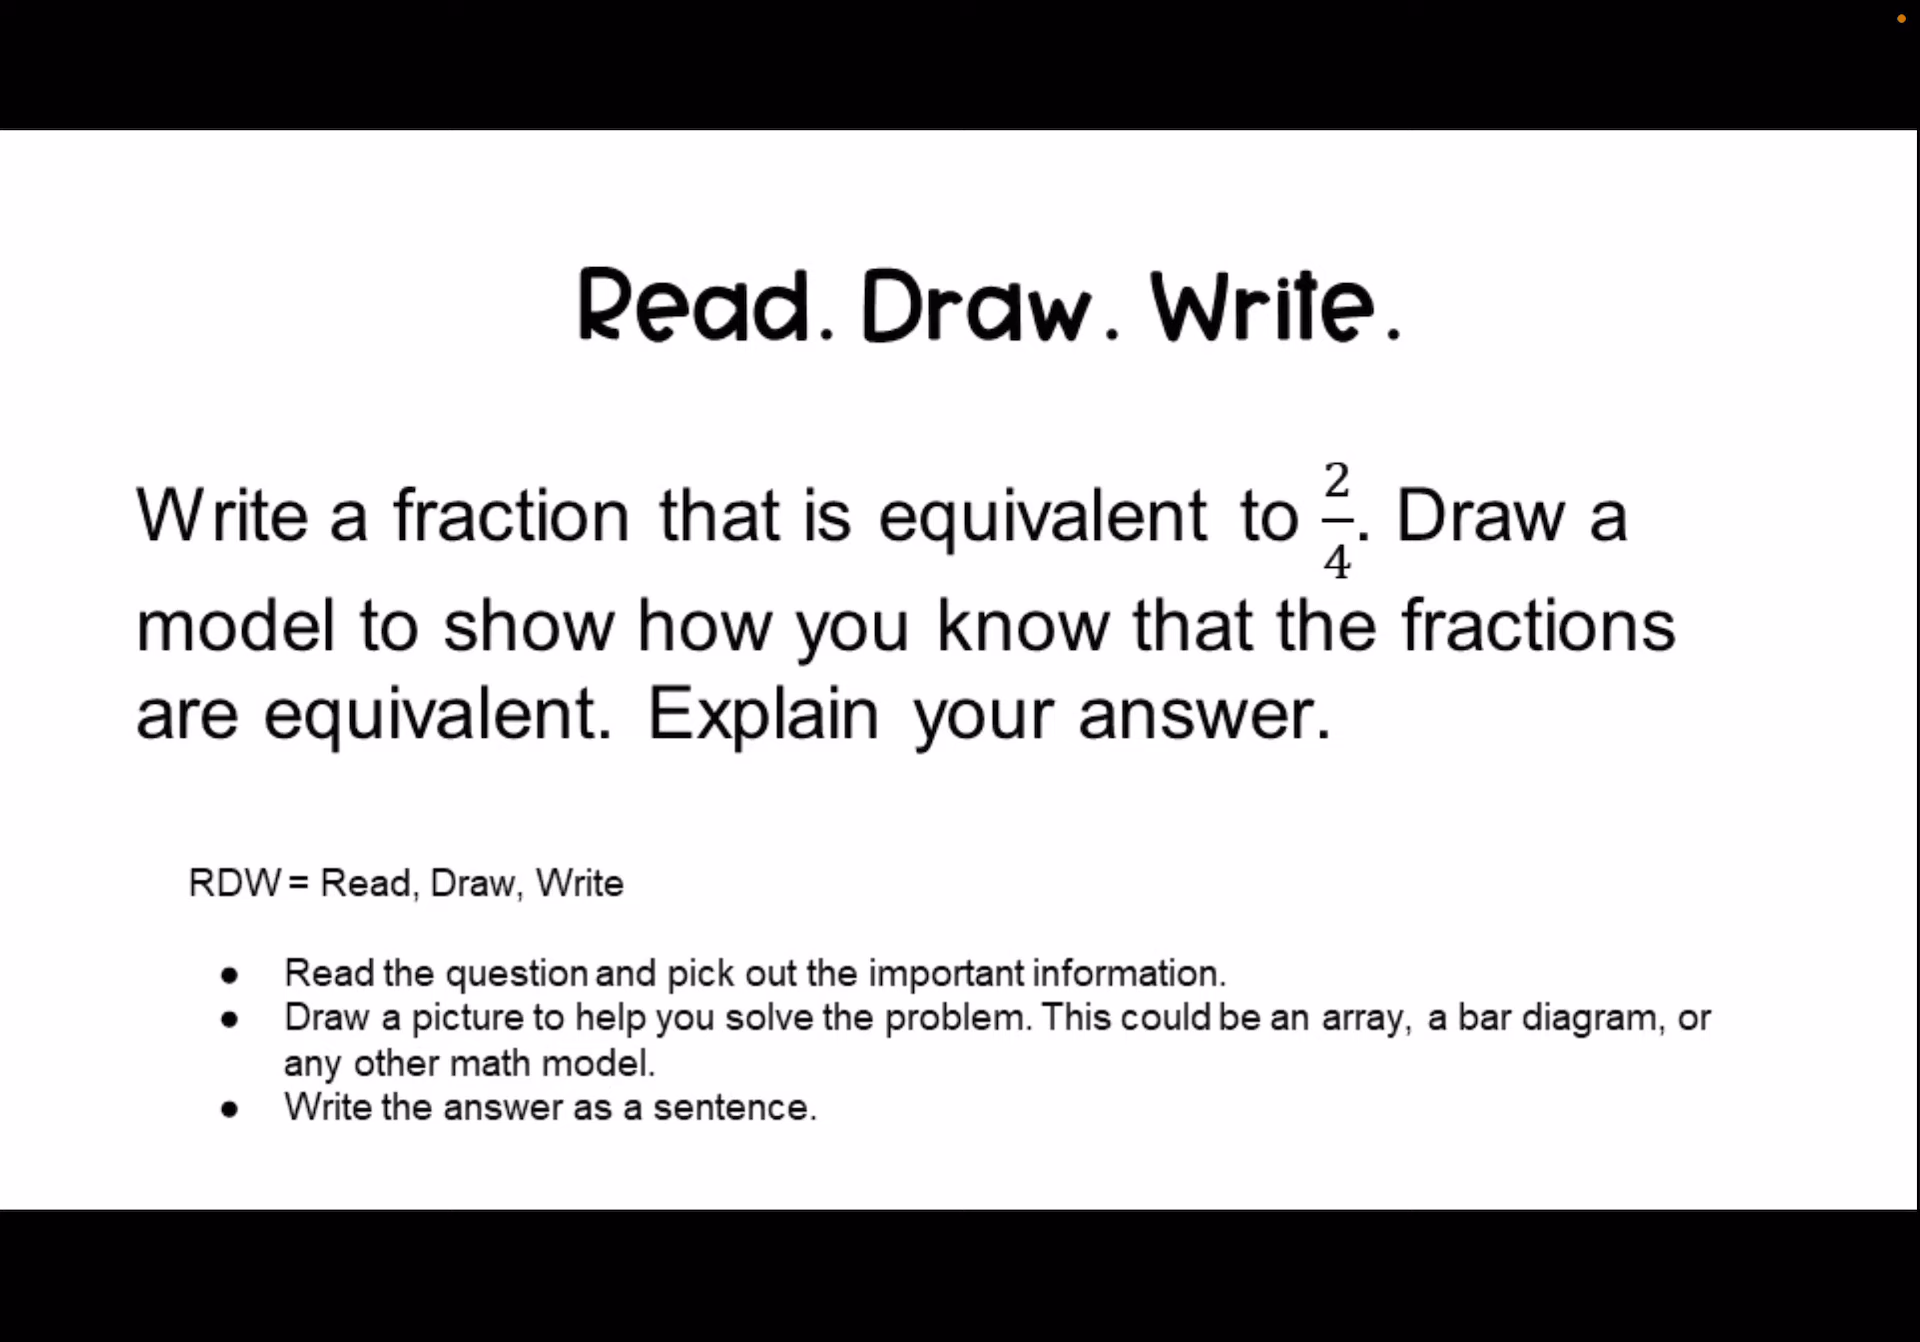 Read. Draw. Write.
Write a fraction that is equivalent to 2/4. Draw a
model to show how you know that the fractions
are equivalent. Explain your answer.
RDW = Read, Draw, Write
● Read the question and pick out the important information.
● Draw a picture to help you solve the problem. This could be an array, a bar diagram, or
any other math model.
● Write the answer as a sentence.